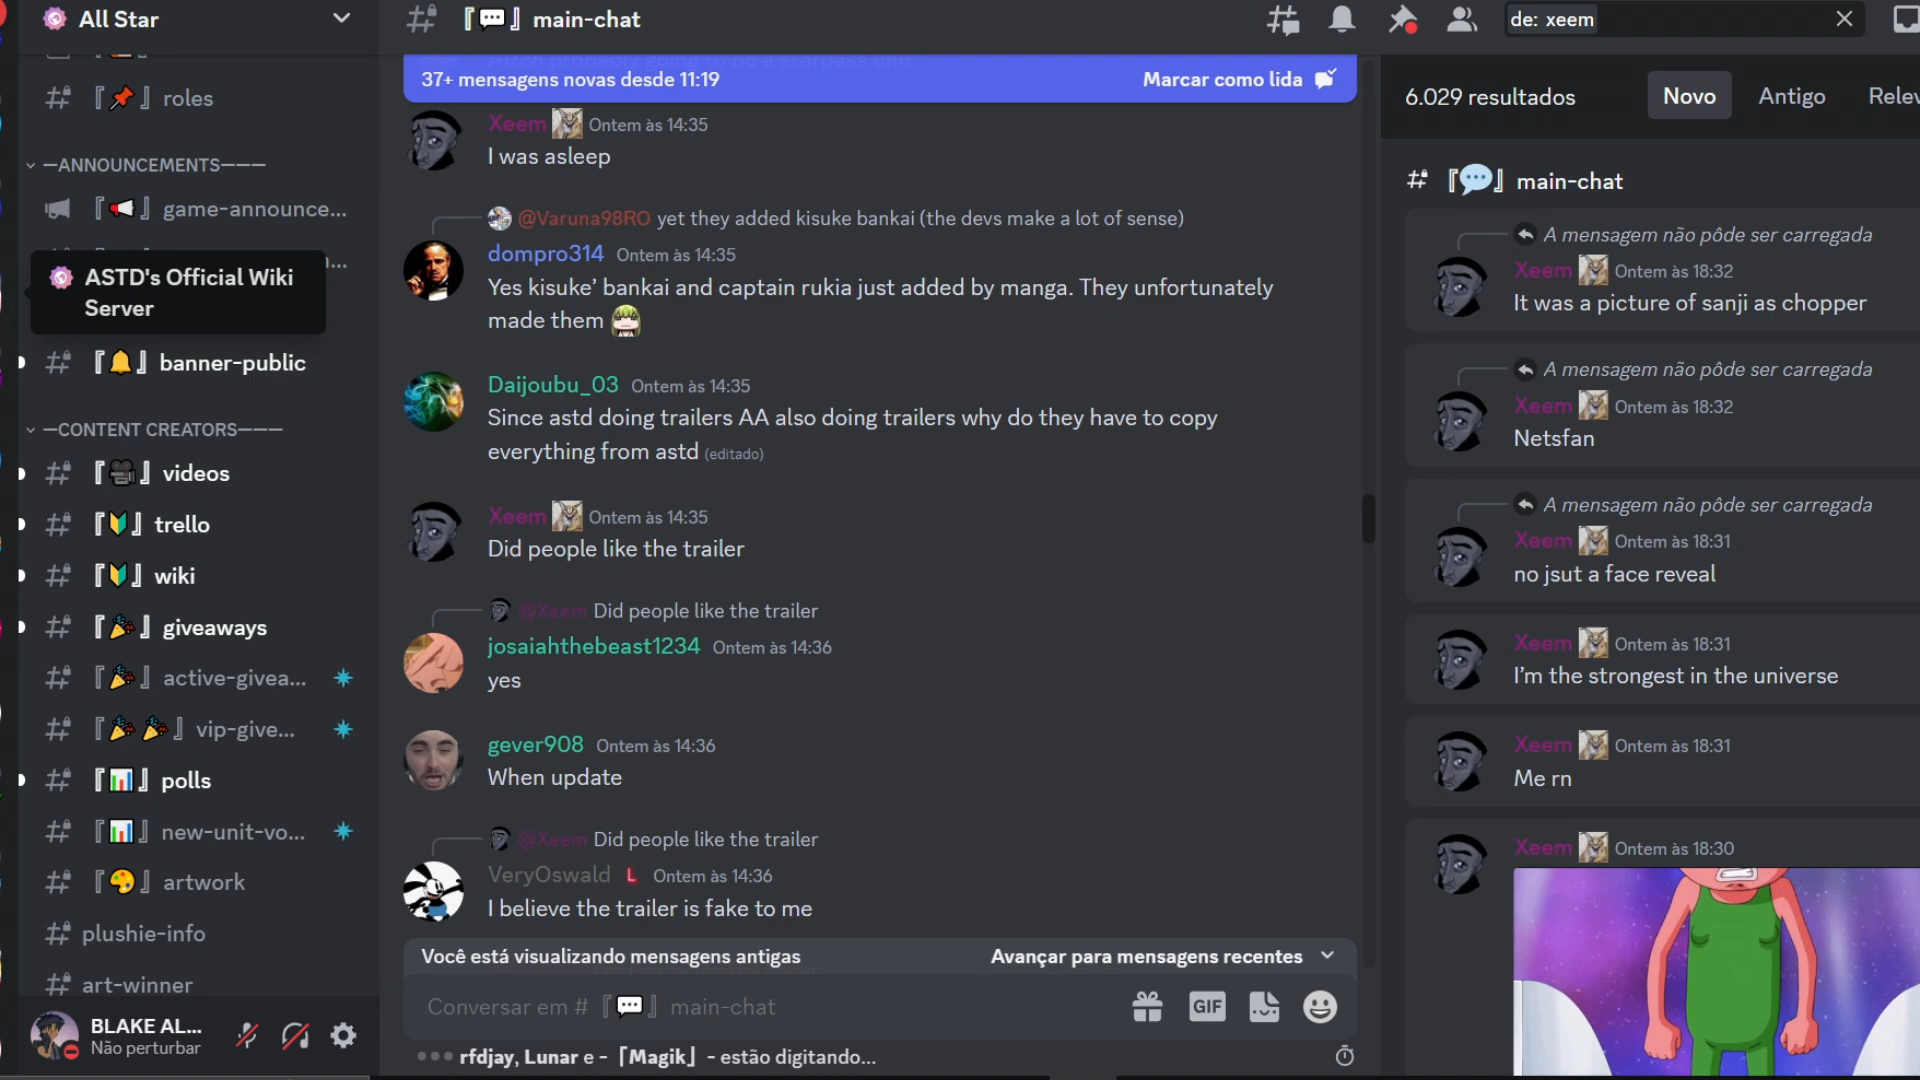 All Star
roles
—ANNOUNCEMENTS———
game-announce...
ASTD's Official Wiki
Server
banner-public
—CONTENT CREATORS———
videos
trello
wiki
giveaways
active-givea...
vip-give...
polls
new-unit-vo...
artwork
plushie-info
art-winner
BLAKE AL...
Não perturbar
『💬』 main-chat
37+ mensagens novas desde 11:19
Marcar como lida
Xeem Ontem às 14:35
I was asleep
@Varuna98RO yet they added kisuke bankai (the devs make a lot of sense)
dompro314 Ontem às 14:35
Yes kisuke’ bankai and captain rukia just added by manga. They unfortunately
made them
Daijoubu_03 Ontem às 14:35
Since astd doing trailers AA also doing trailers why do they have to copy
everything from astd (editado)
Xeem Ontem às 14:35
Did people like the trailer
@Xeem Did people like the trailer
josaiahthebeast1234 Ontem às 14:36
yes
gever908 Ontem às 14:36
When update
@Xeem Did people like the trailer
VeryOswald L Ontem às 14:36
I believe the trailer is fake to me
Você está visualizando mensagens antigas
Avançar para mensagens recentes
Conversar em # 『💬』 main-chat
GIF
rfdjay, Lunar e - 「Magik」 - estão digitando...
de: xeem
6.029 resultados
Novo
Antigo
Relev
# 『💬』 main-chat
A mensagem não pôde ser carregada
Xeem Ontem às 18:32
It was a picture of sanji as chopper
A mensagem não pôde ser carregada
Xeem Ontem às 18:32
Netsfan
A mensagem não pôde ser carregada
Xeem Ontem às 18:31
no jsut a face reveal
Xeem Ontem às 18:31
I’m the strongest in the universe
Xeem Ontem às 18:31
Me rn
Xeem Ontem às 18:30